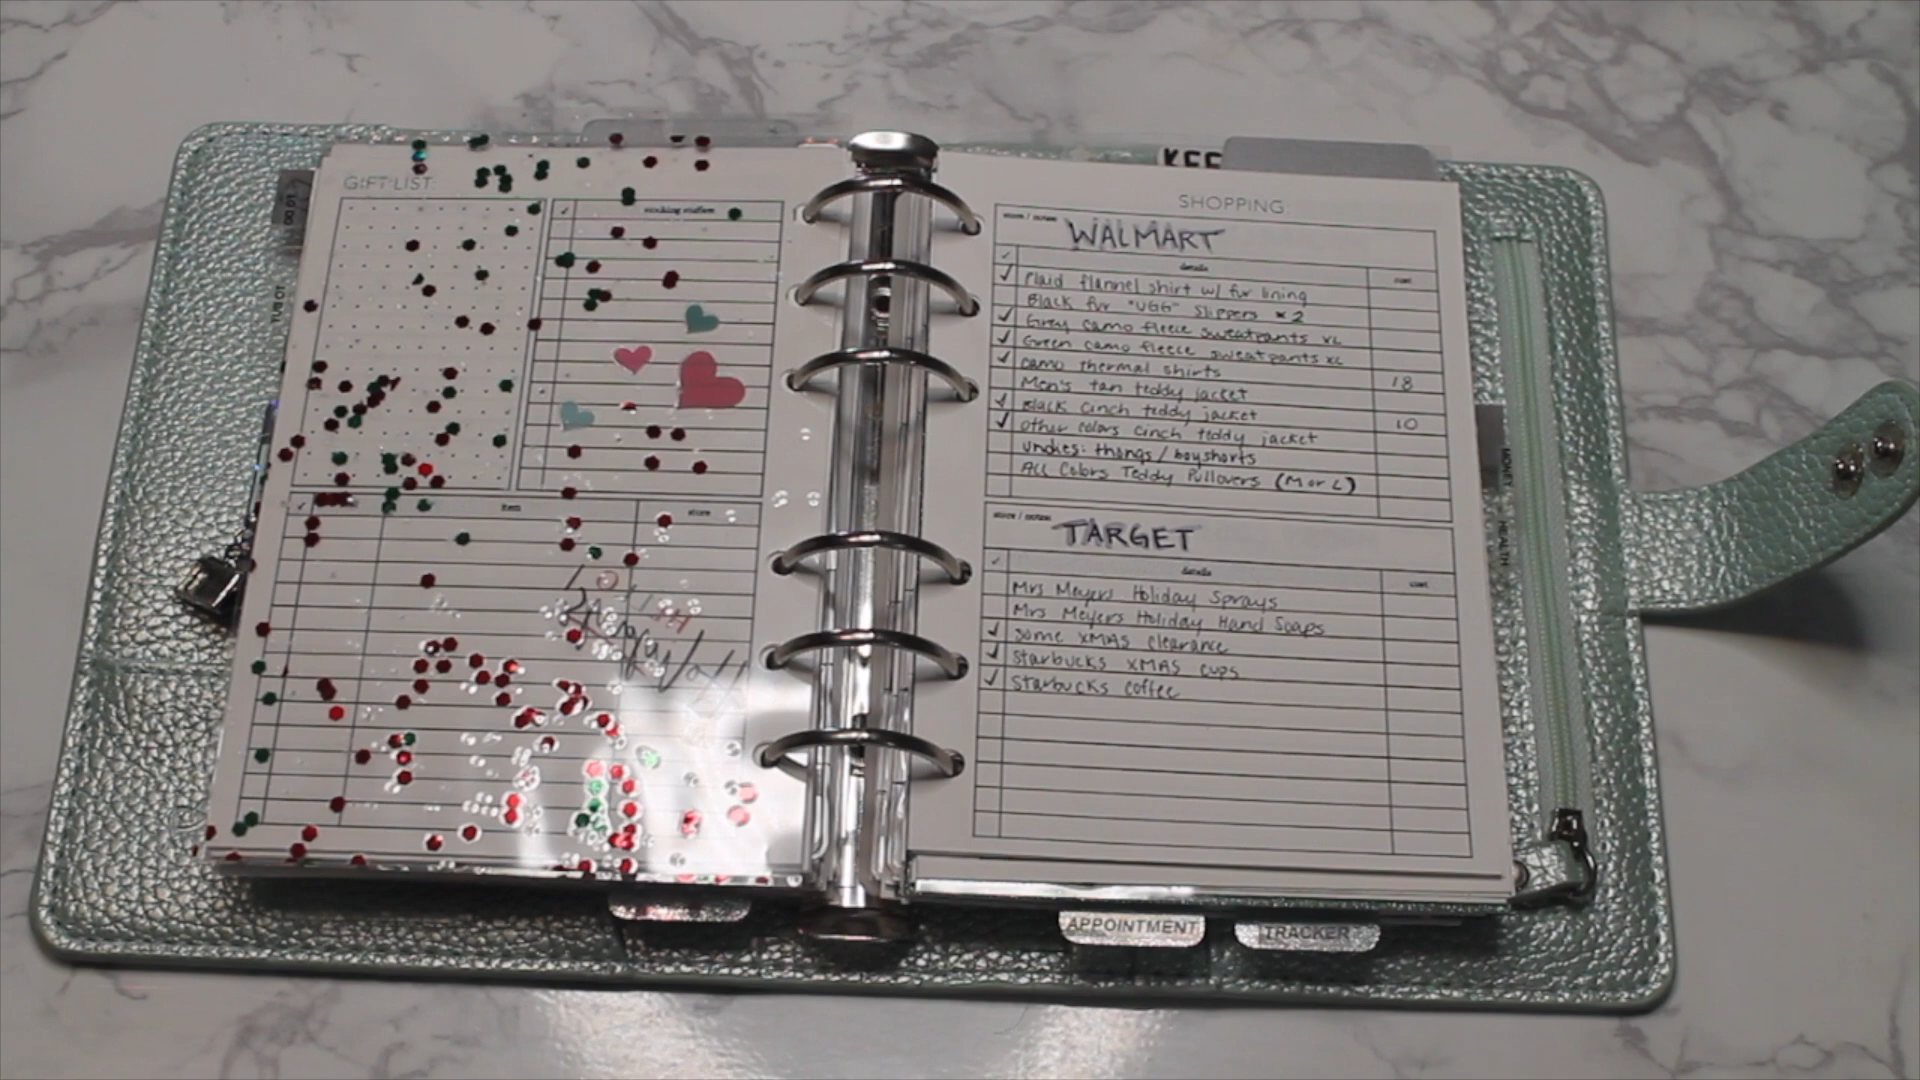 GIFT LIST
✓ stocking stuffers
✓ item store
TO DO
KEE
SHOPPING
store / notes
WALMART
✓ details cost
✓ Plaid flannel shirt w/ fur lining
Black fur "UGG" Slippers x 2
✓ Grey camo fleece sweatpants XL
✓ Green camo fleece sweatpants XL
✓ camo thermal shirts 18
Men's tan teddy jacket
✓ Black cinch teddy jacket 10
✓ other colors cinch teddy jacket
undies: thongs / boyshorts
All Colors Teddy Pullovers (M or L)
store / notes
TARGET
✓ details cost
Mrs Meyers Holiday Sprays
Mrs Meyers Holiday Hand Soaps
✓ some XMAS clearance
✓ Starbucks XMAS cups
✓ Starbucks coffee
MONEY
HEALTH
APPOINTMENT
TRACKER